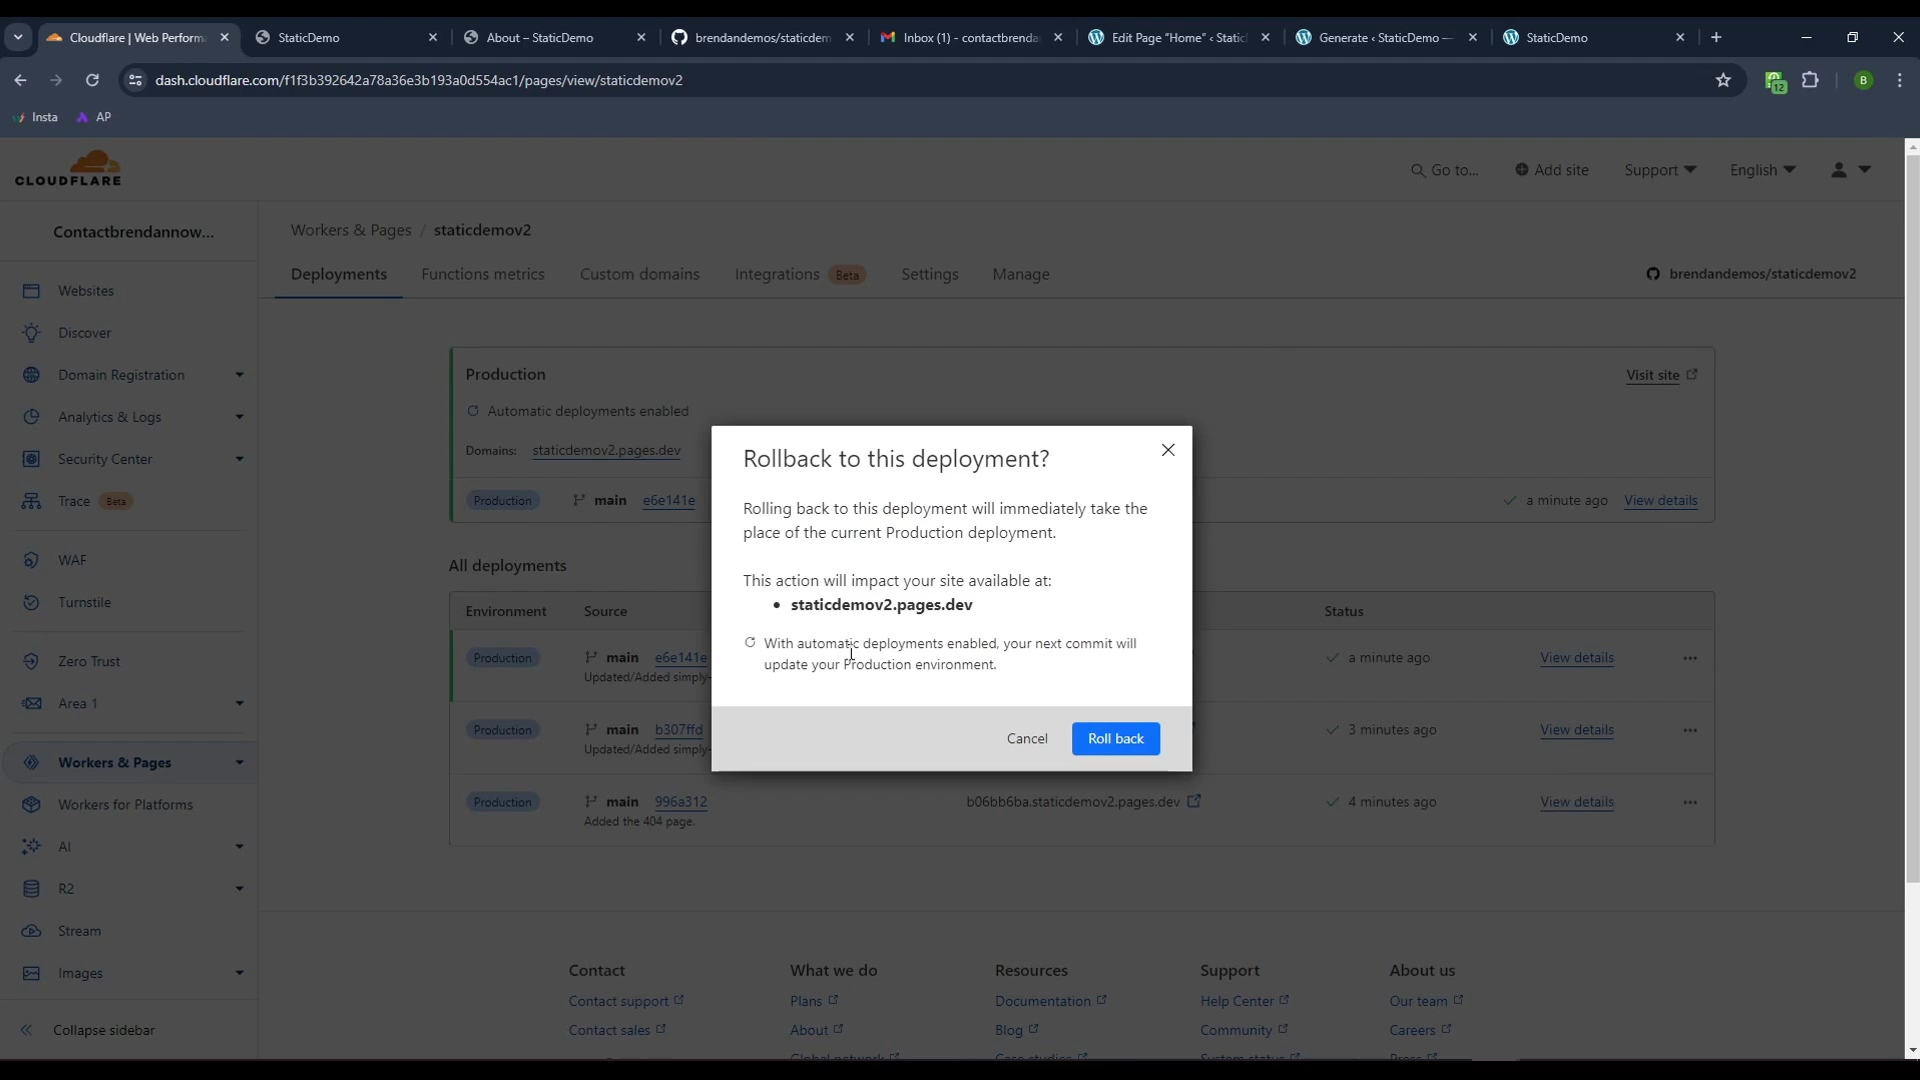 Cloudflare | Web Perform
StaticDemo
About – StaticDemo
brendandemos/staticdem
Inbox (1) - contactbrenda
Edit Page "Home" ‹ Static
Generate ‹ StaticDemo —
StaticDemo
dash.cloudflare.com/f1f3b392642a78a36e3b193a0d554ac1/pages/view/staticdemov2
12
B
Insta
AP
CLOUDFLARE
Go to...
Add site
Support
English
Contactbrendannow...
Workers & Pages / staticdemov2
Deployments
Functions metrics
Custom domains
Integrations Beta
Settings
Manage
brendandemos/staticdemov2
Websites
Discover
Domain Registration
Analytics & Logs
Security Center
Trace Beta
WAF
Turnstile
Zero Trust
Area 1
Workers & Pages
Workers for Platforms
AI
R2
Stream
Images
Collapse sidebar
Production
Visit site
Automatic deployments enabled
Domains: staticdemov2.pages.dev
Production main e6e141e
a minute ago View details
All deployments
Environment Source Status
Production main e6e141e a minute ago View details
Updated/Added simply-
Production main b307ffd 3 minutes ago View details
Updated/Added simply-
Production main 996a312 b06bb6ba.staticdemov2.pages.dev 4 minutes ago View details
Added the 404 page.
Rollback to this deployment?
Rolling back to this deployment will immediately take the
place of the current Production deployment.
This action will impact your site available at:
• staticdemov2.pages.dev
With automatic deployments enabled, your next commit will
update your Production environment.
Cancel
Roll back
Contact
What we do
Resources
Support
About us
Contact support
Plans
Documentation
Help Center
Our team
Contact sales
About
Blog
Community
Careers
Global network
Case studies
System status
Press